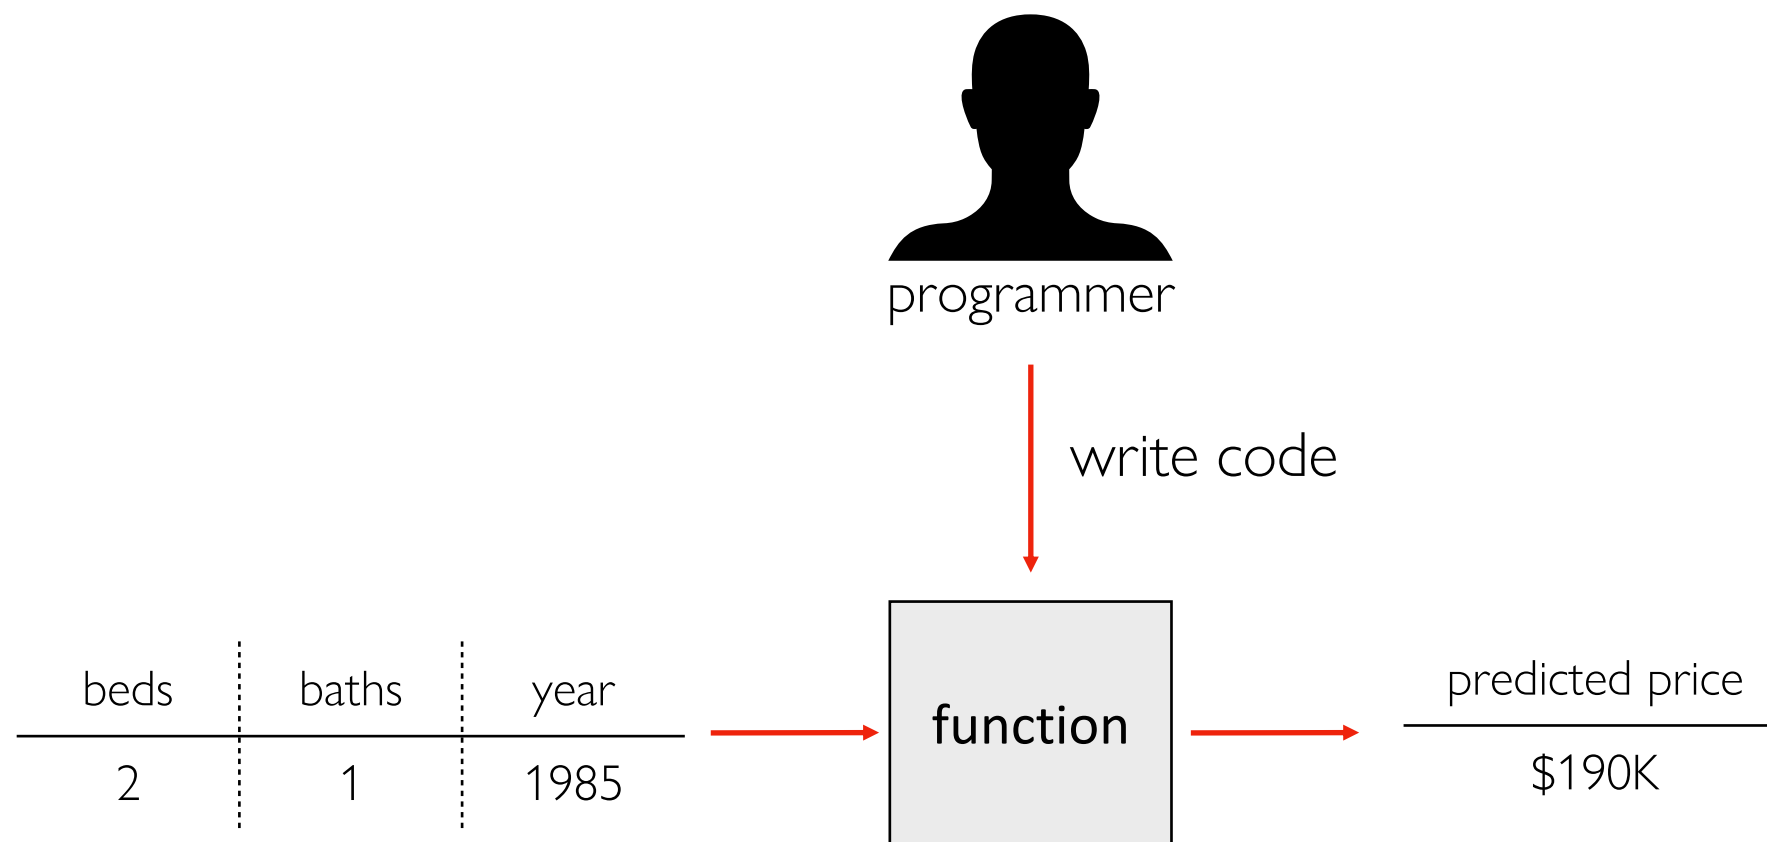 programmer
write code
beds baths year
2 1 1985
function
predicted price
$190K